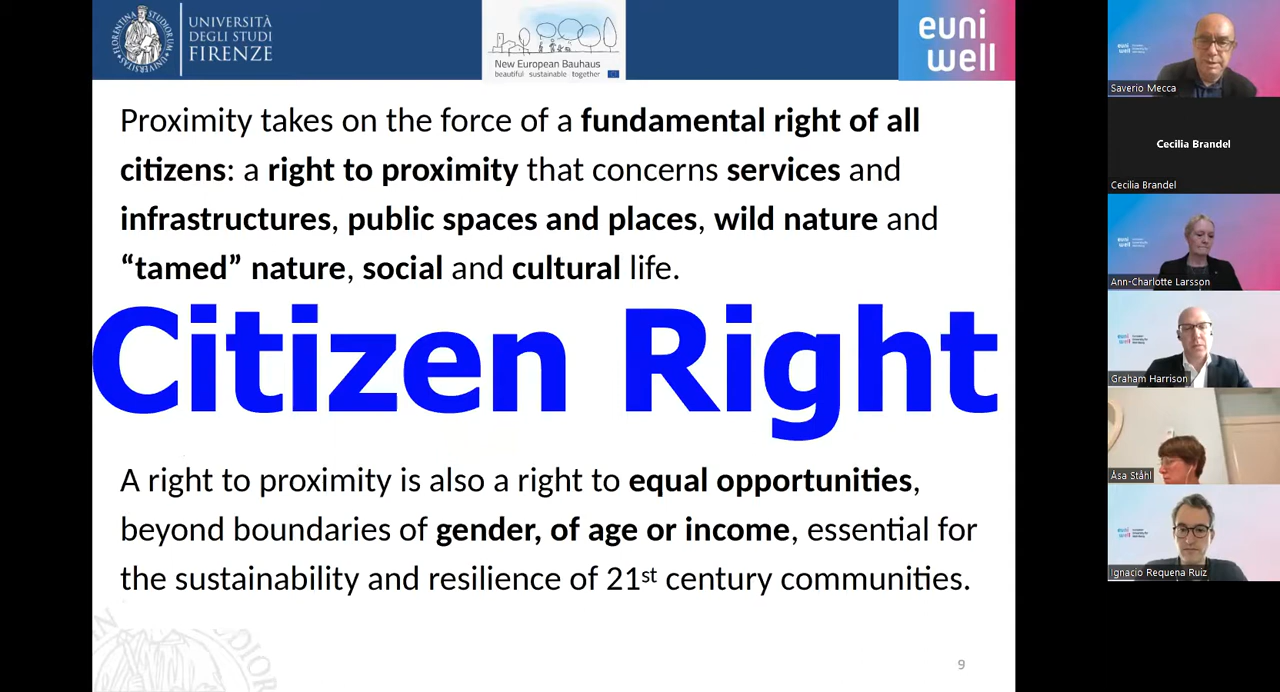 UNIVERSITÀ
DEGLI STUDI
FIRENZE
New European Bauhaus
beautiful sustainable together
euni
well
Proximity takes on the force of a fundamental right of all
citizens: a right to proximity that concerns services and
infrastructures, public spaces and places, wild nature and
“tamed” nature, social and cultural life.
Citizen Right
A right to proximity is also a right to equal opportunities,
beyond boundaries of gender, of age or income, essential for
the sustainability and resilience of 21st century communities.
9
Saverio Mecca
Cecilia Brandel
Cecilia Brandel
Ann-Charlotte Larsson
Graham Harrison
Åsa Ståhl
Ignacio Requena Ruiz